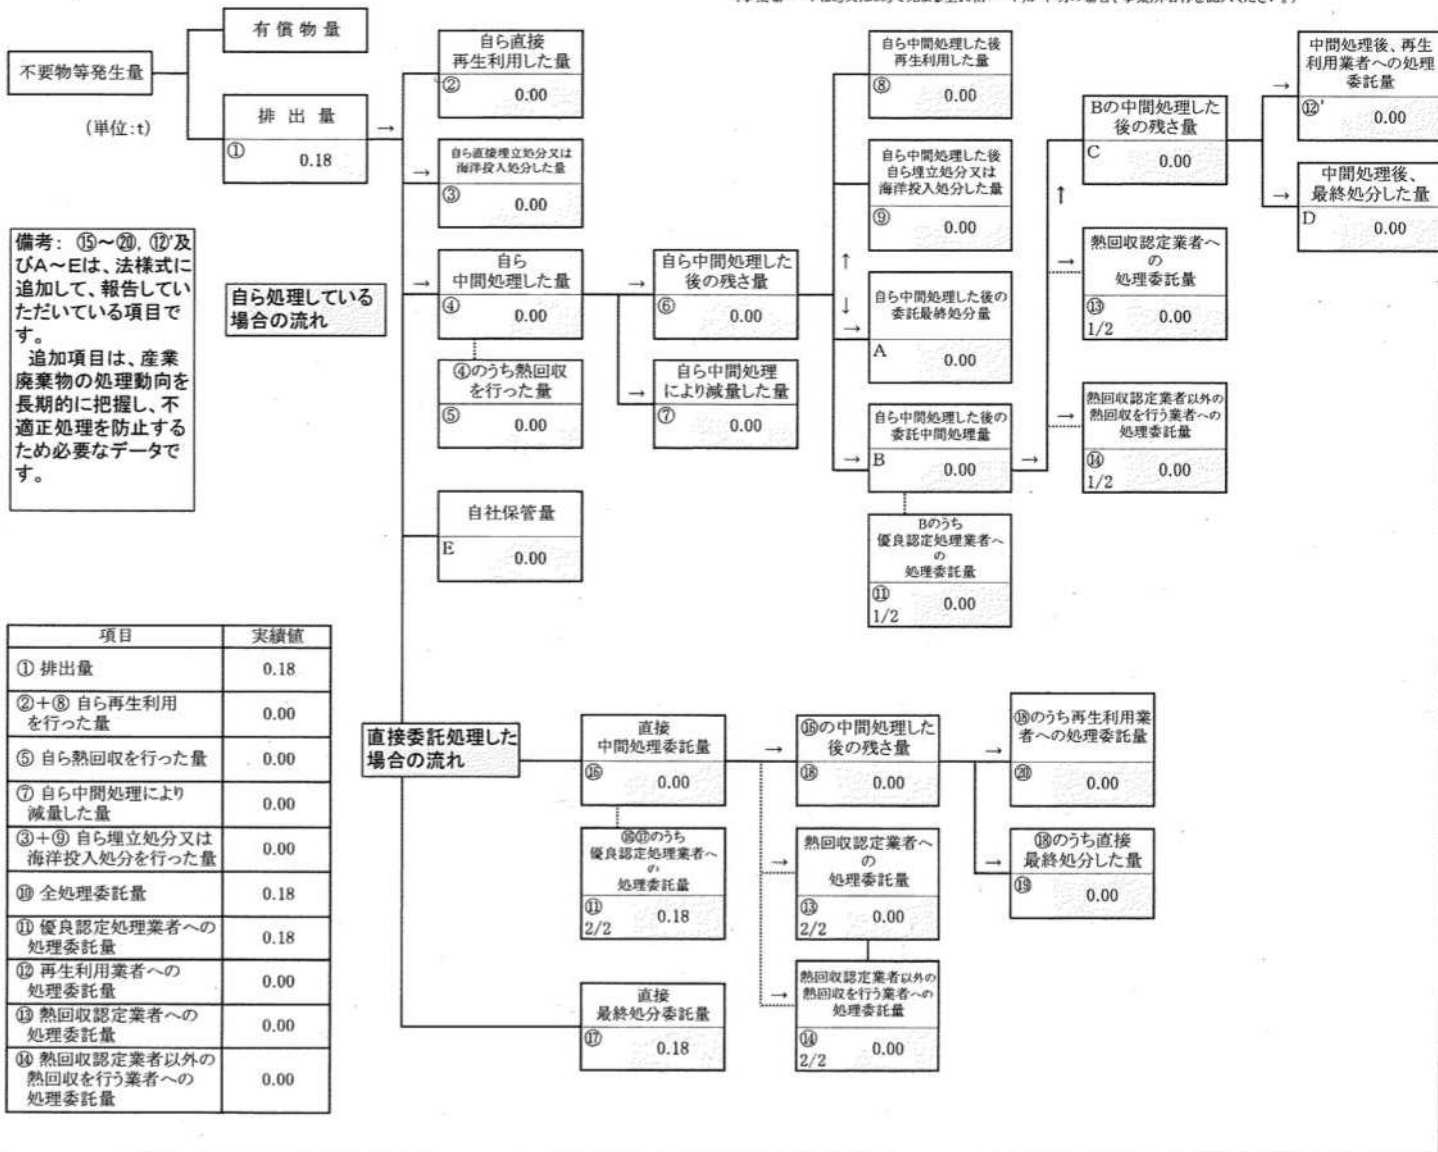 不要物等発生量
有償物量
(単位:t)
排 出 量
①
0.18
→
自ら直接
再生利用した量
②
0.00
→
自ら直接埋立処分又は
海洋投入処分した量
③
0.00
→
自ら
中間処理した量
④
0.00
④のうち熱回収
を行った量
⑤
0.00
→
自ら中間処理した
後の残さ量
⑥
0.00
→
自ら中間処理
により減量した量
⑦
0.00
自ら中間処理した後
再生利用した量
⑧
0.00
自ら中間処理した後
自ら埋立処分又は
海洋投入処分した量
⑨
0.00
↑
↓
→
自ら中間処理した後の
委託最終処分量
A
0.00
→
自ら中間処理した後の
委託中間処理量
B
0.00
→
Bのうち
優良認定処理業者へ
の
処理委託量
⑪
1/2
0.00
Bの中間処理した
後の残さ量
C
0.00
↑
→
熱回収認定業者へ
の
処理委託量
⑬
1/2
0.00
→
熱回収認定業者以外の
熱回収を行う業者への
処理委託量
⑭
1/2
0.00
→
中間処理後、再生
利用業者への処理
委託量
⑫'
0.00
→
中間処理後、
最終処分した量
D
0.00
備考: ⑮～⑳, ⑫'及
びA～Eは、法様式に
追加して、報告してい
ただいている項目で
す。
追加項目は、産業
廃棄物の処理動向を
長期的に把握し、不
適正処理を防止する
ため必要なデータで
す。
自ら処理している
場合の流れ
自社保管量
E
0.00
項目 実績値
① 排出量 0.18
②+⑧ 自ら再生利用
を行った量 0.00
⑤ 自ら熱回収を行った量 0.00
⑦ 自ら中間処理により
減量した量 0.00
③+⑨ 自ら埋立処分又は
海洋投入処分を行った量 0.00
⑩ 全処理委託量 0.18
⑪ 優良認定処理業者への
処理委託量 0.18
⑫ 再生利用業者への
処理委託量 0.00
⑬ 熱回収認定業者への
処理委託量 0.00
⑭ 熱回収認定業者以外の
熱回収を行う業者への
処理委託量 0.00
直接委託処理した
場合の流れ
直接
中間処理委託量
⑯
0.00
⑯⑰のうち
優良認定処理業者へ
の
処理委託量
⑪
2/2
0.18
直接
最終処分委託量
⑰
0.18
→
⑯の中間処理した
後の残さ量
⑱
0.00
→
熱回収認定業者へ
の
処理委託量
⑬
2/2
0.00
→
熱回収認定業者以外の
熱回収を行う業者への
処理委託量
⑭
2/2
0.00
→
⑱のうち再生利用業
者への処理委託量
⑳
0.00
→
⑱のうち直接
最終処分した量
⑲
0.00